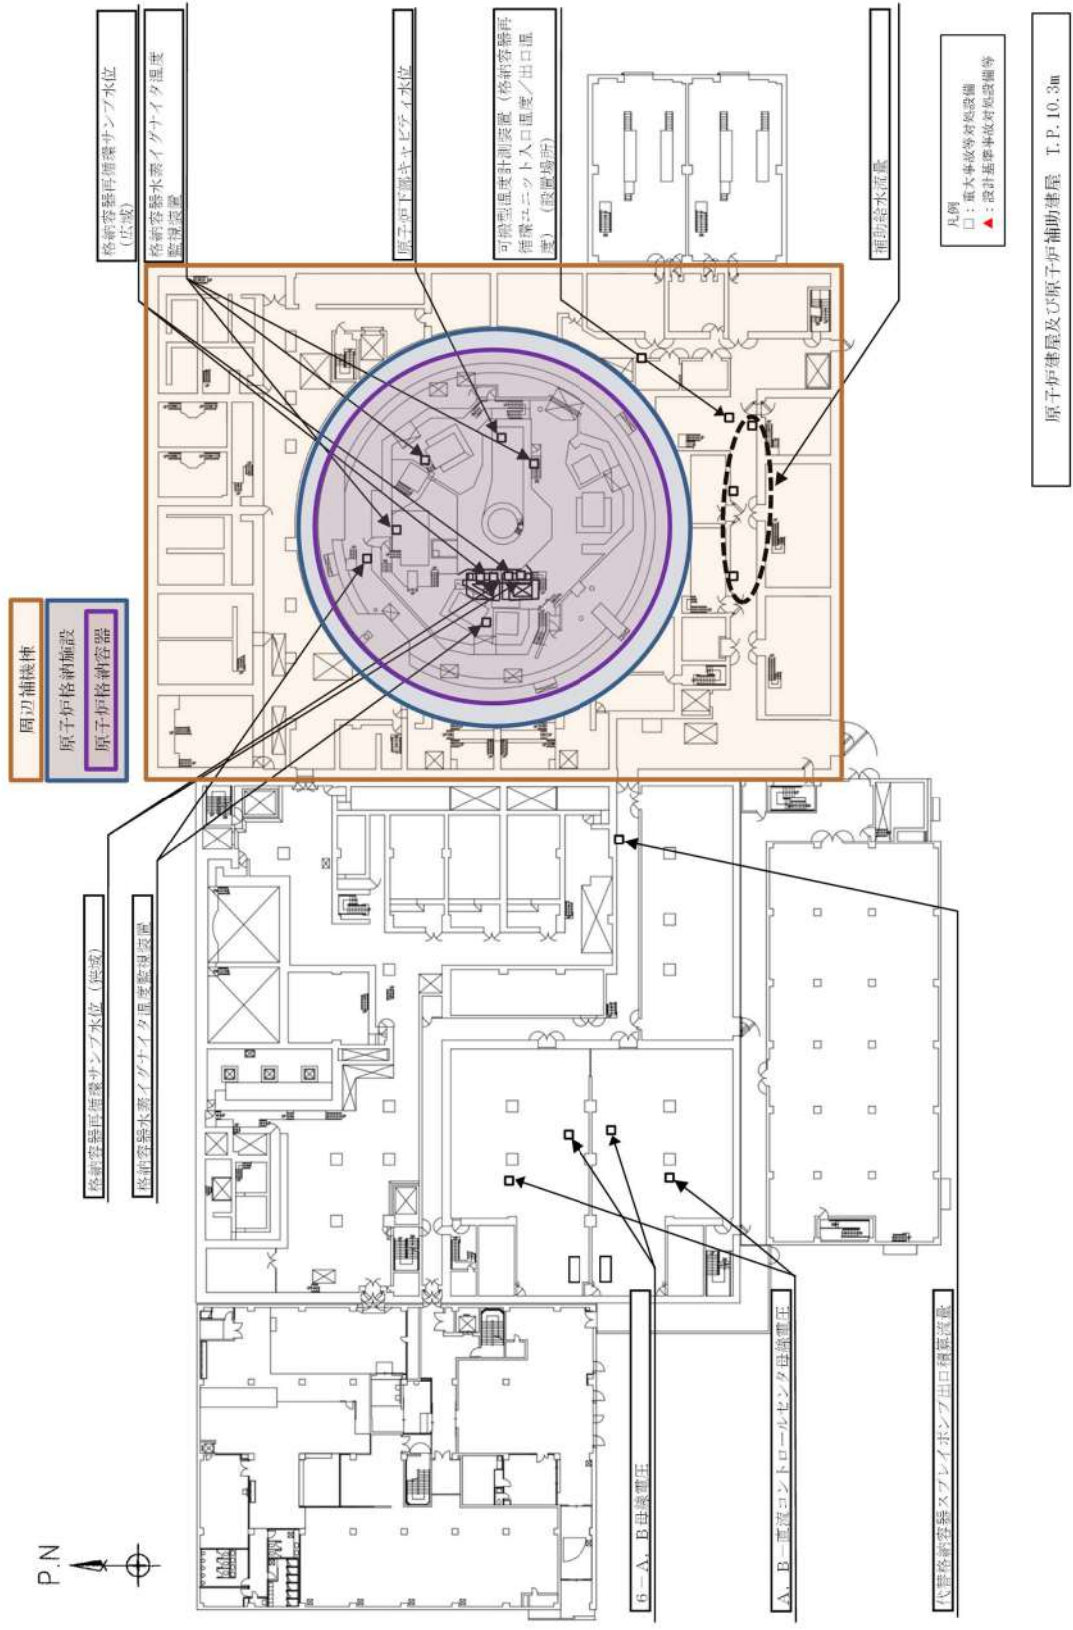 格納容器再循環サンプ水位
(広域)
格納容器水素イグナイタ温度
監視装置
原子炉下部キャビティ水位
可搬型温度計測装置（格納容器再
循環ユニット入口温度／出口温
度）（設置場所）
補助給水流量
凡例
□：重大事故等対処設備
▲：設計基準事故対処設備等
原子炉建屋及び原子炉補助建屋 T.P. 10. 3m
周辺補機棟
原子炉格納施設
原子炉格納容器
格納容器再循環サンプ水位（狭域）
格納容器水素イグナイタ温度監視装置
6－A, B母線電圧
A, B－直流コントロールセンタ母線電圧
代替格納容器スプレイポンプ出口積算流量
P.N